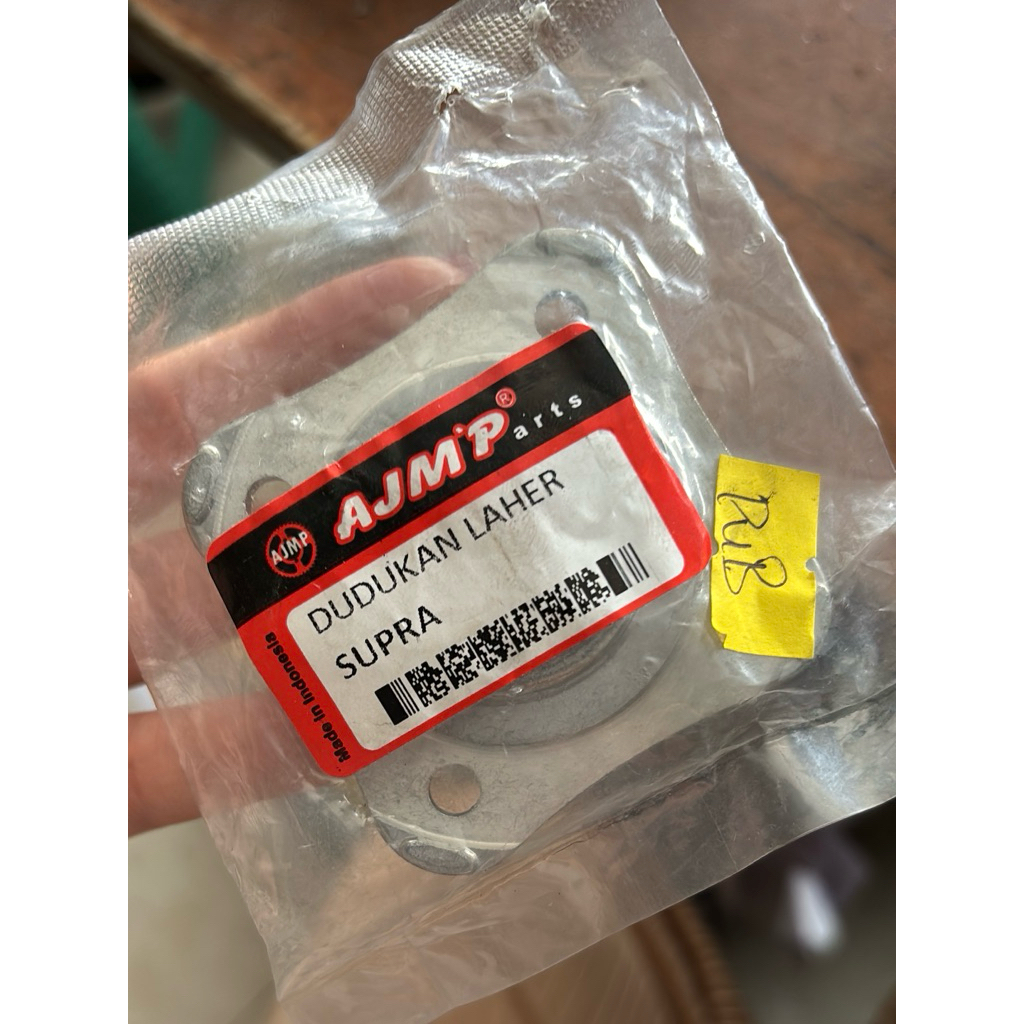 AJMP® arts
AJMP
DUDUKAN LAHER
SUPRA
Made in Indonesia